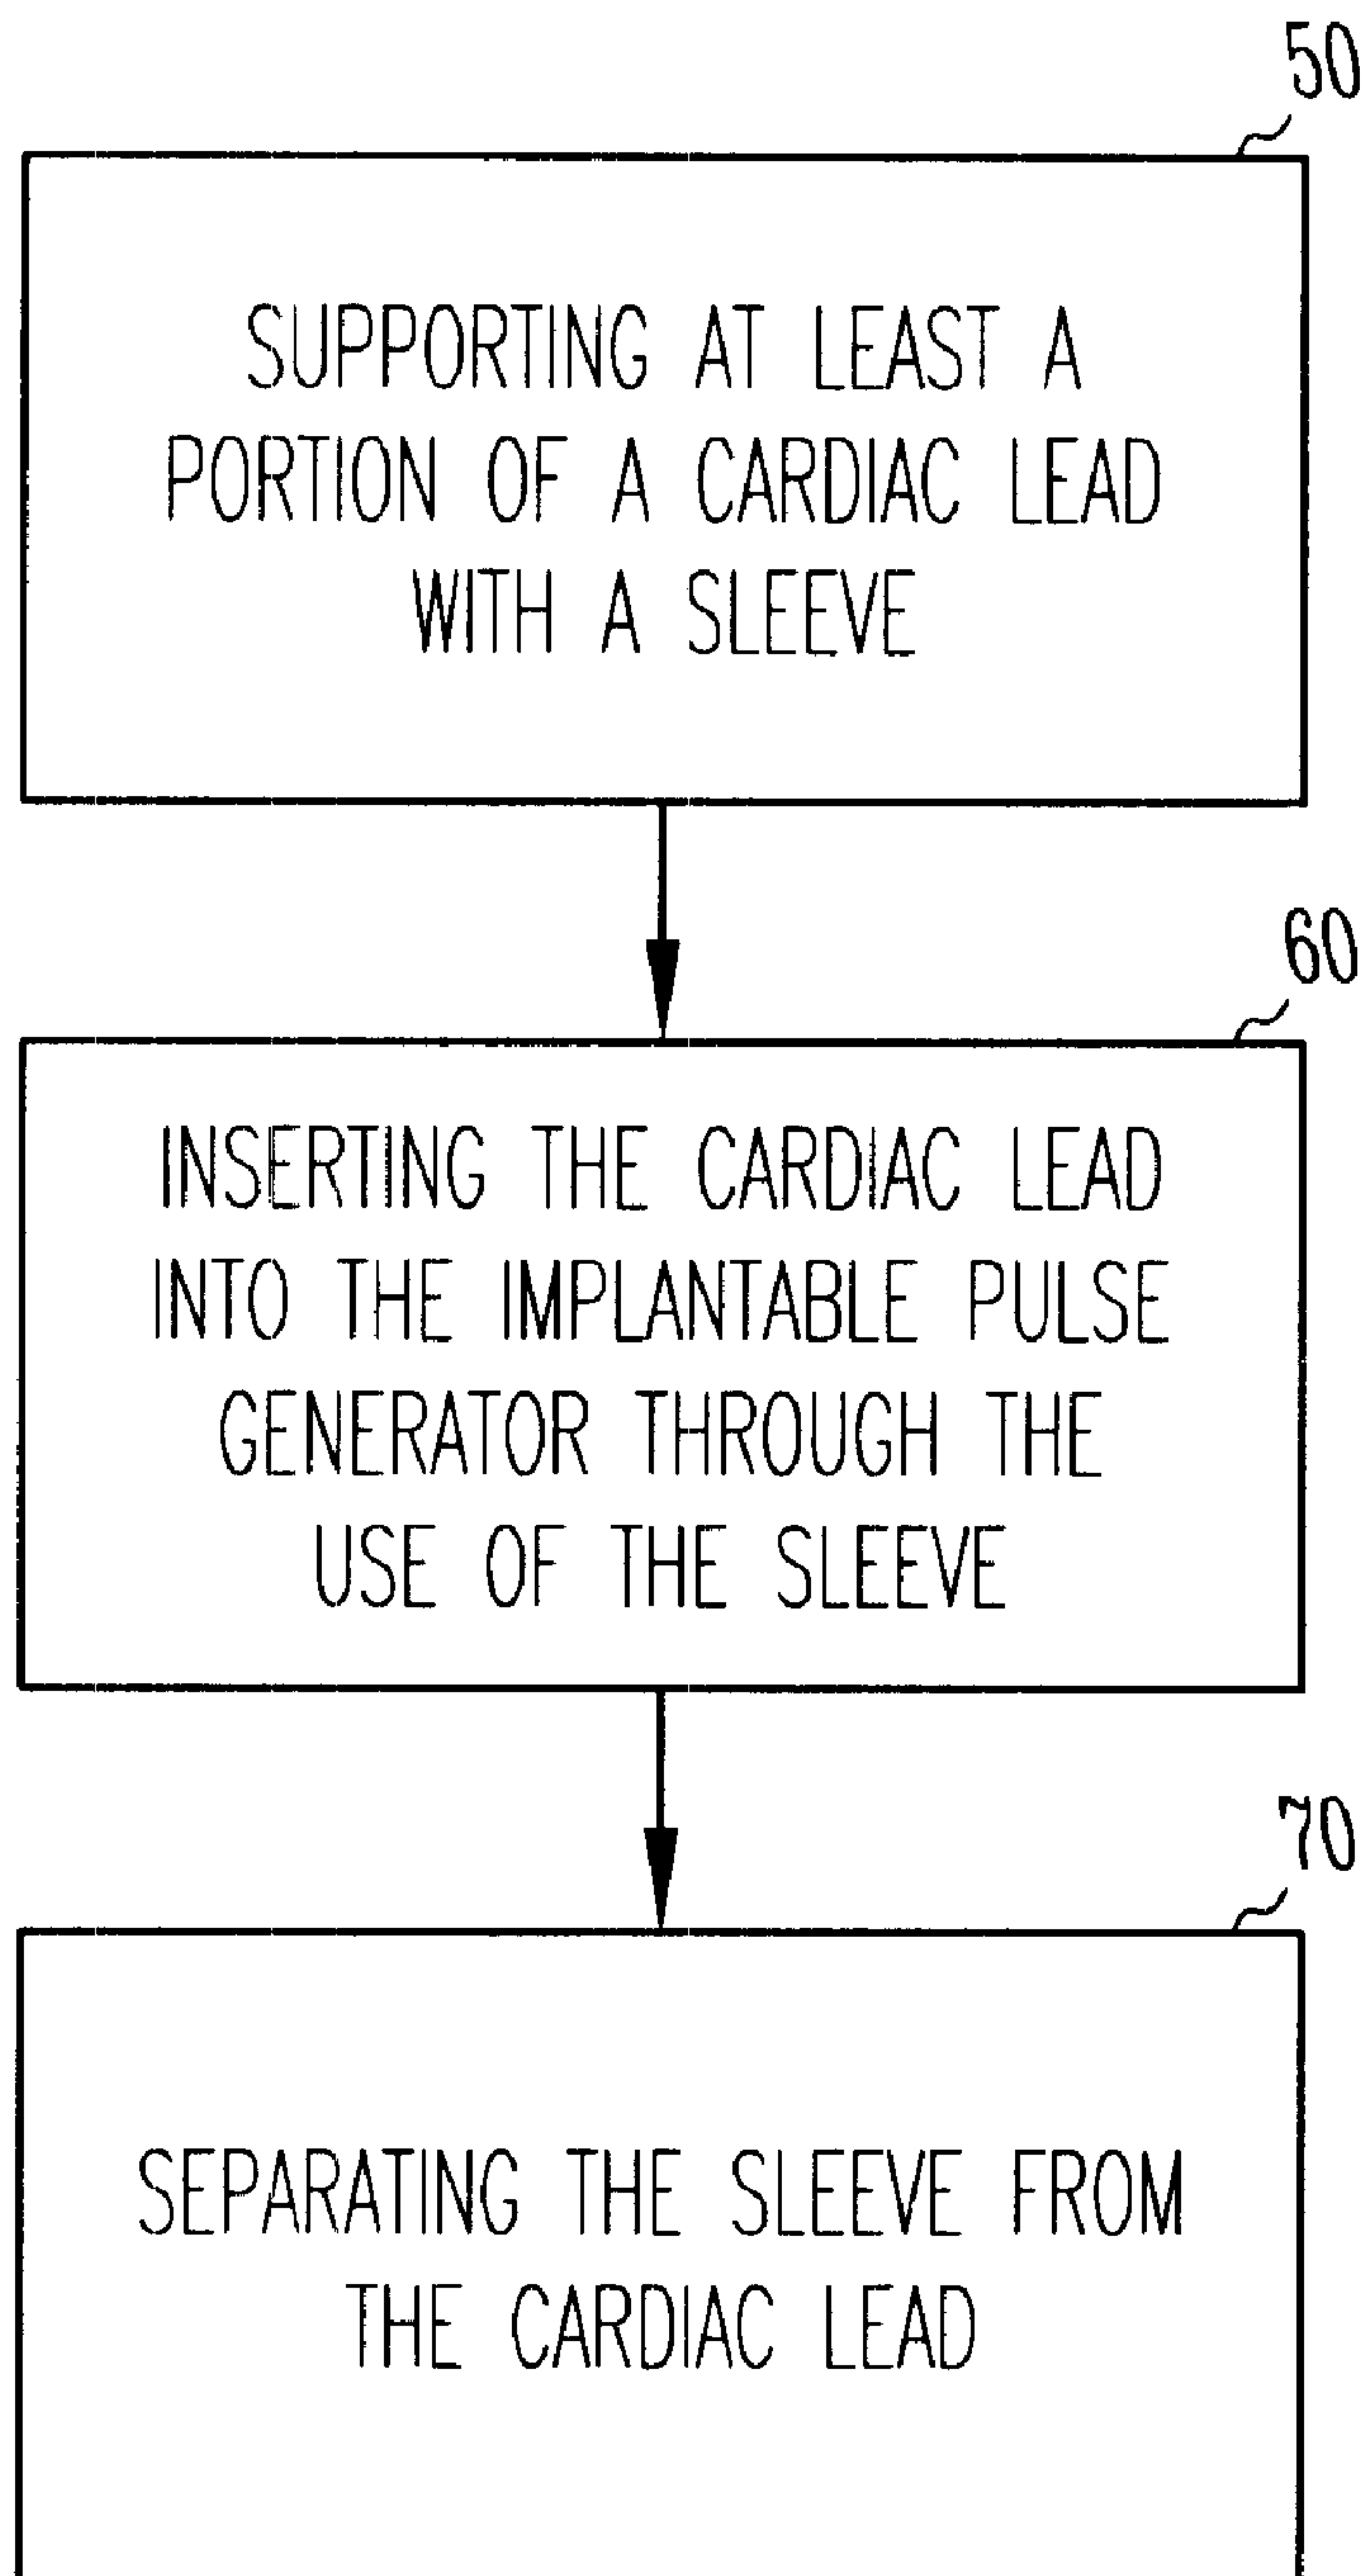 50
SUPPORTING AT LEAST A
PORTION OF A CARDIAC LEAD
WITH A SLEEVE
60
INSERTING THE CARDIAC LEAD
INTO THE IMPLANTABLE PULSE
GENERATOR THROUGH THE
USE OF THE SLEEVE
70
SEPARATING THE SLEEVE FROM
THE CARDIAC LEAD